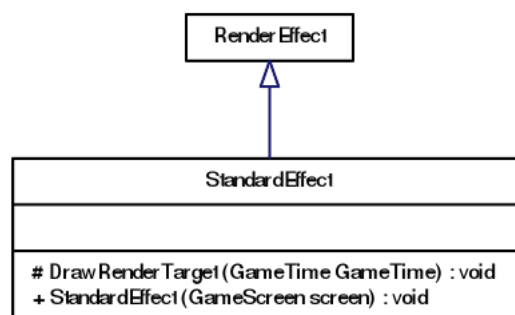 RenderEffect
StandardEffect
# DrawRenderTarget(GameTime GameTime) : void
+ StandardEffect(GameScreen screen) : void